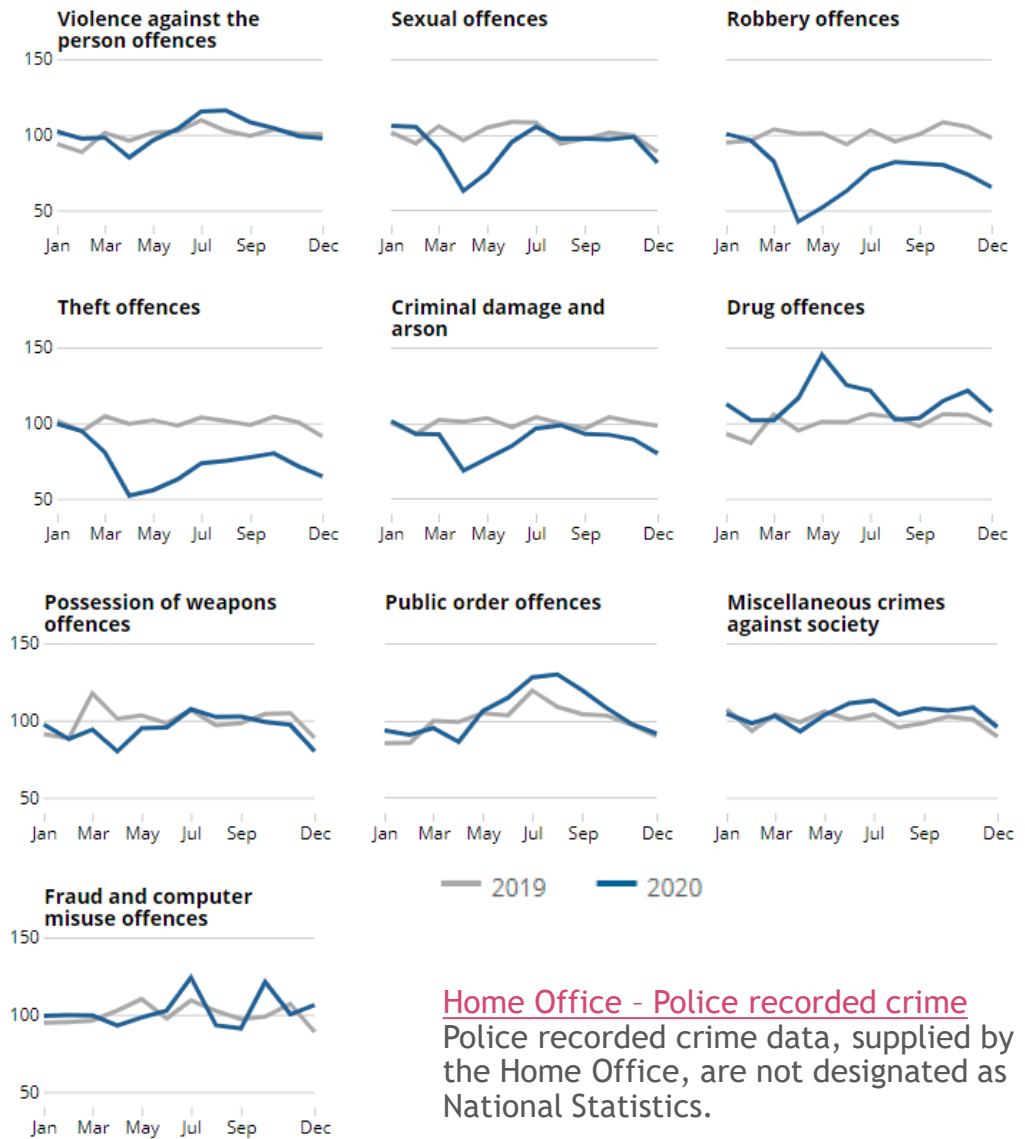 Violence against the
person offences
Sexual offences
Robbery offences
150
100
50
Jan Mar May Jul Sep Dec
Jan Mar May Jul Sep Dec
Jan Mar May Jul Sep Dec
Theft offences
Criminal damage and
arson
Drug offences
150
100
50
Jan Mar May Jul Sep Dec
Jan Mar May Jul Sep Dec
Jan Mar May Jul Sep Dec
Possession of weapons
offences
Public order offences
Miscellaneous crimes
against society
150
100
50
Jan Mar May Jul Sep Dec
Jan Mar May Jul Sep Dec
Jan Mar May Jul Sep Dec
2019 2020
Fraud and computer
misuse offences
150
100
50
Jan Mar May Jul Sep Dec
Home Office – Police recorded crime
Police recorded crime data, supplied by
the Home Office, are not designated as
National Statistics.